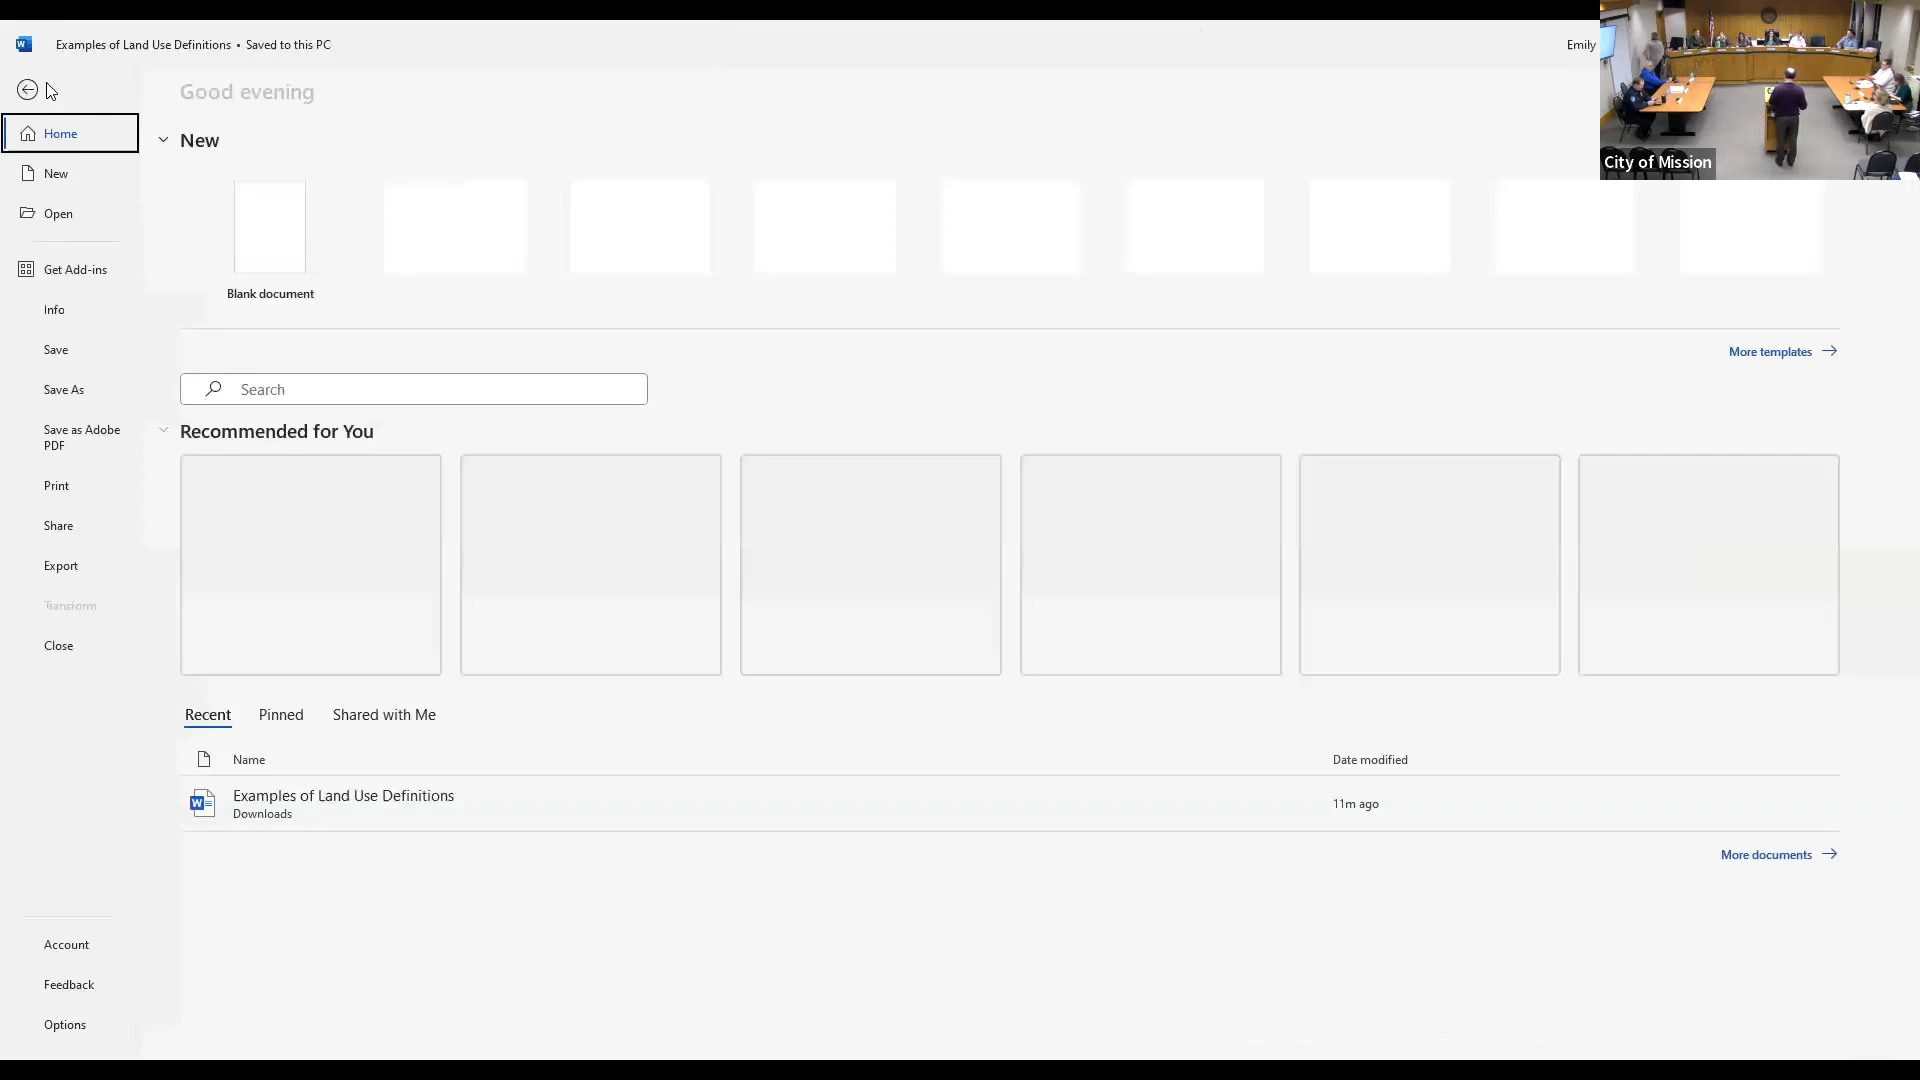 Examples of Land Use Definitions • Saved to this PC
Emily
City of Mission
Good evening
Home
New
Open
Get Add-ins
Info
Save
Save As
Save as Adobe
PDF
Print
Share
Export
Transform
Close
Account
Feedback
Options
New
Blank document
More templates
Search
Recommended for You
Recent Pinned Shared with Me
Name Date modified
Examples of Land Use Definitions
Downloads
11m ago
More documents